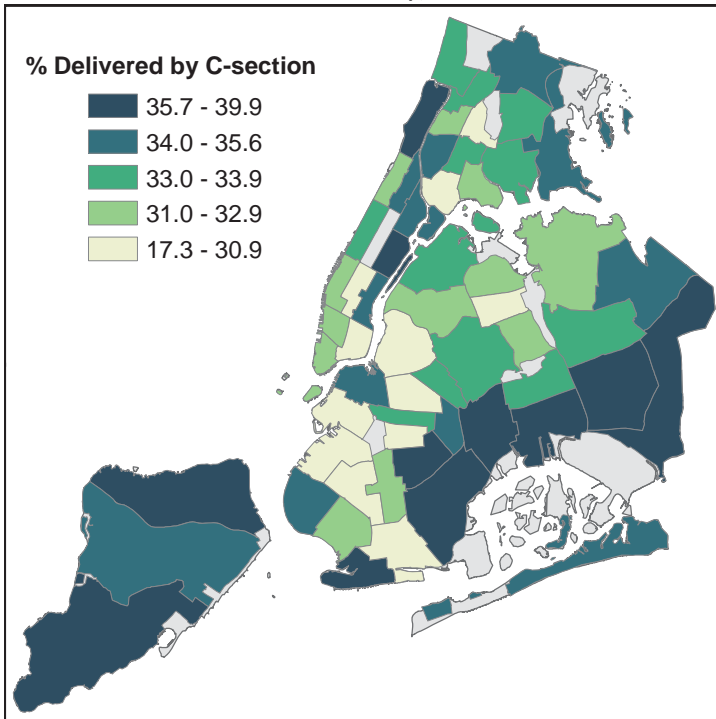 % Delivered by C-section
35.7 - 39.9
34.0 - 35.6
33.0 - 33.9
31.0 - 32.9
17.3 - 30.9